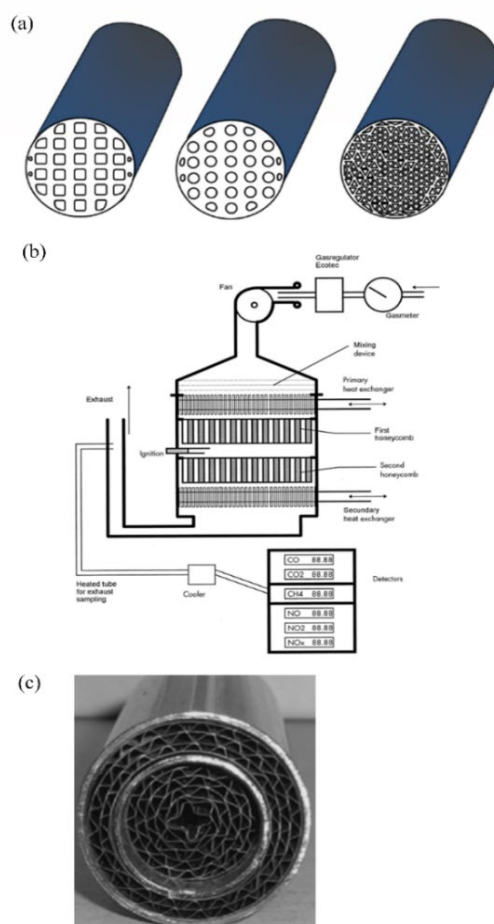 (a)
(b)
Fan
Gasregulator
Ecotec
Gasmeter
Mixing
device
Primary
heat exchanger
Exhaust
First
honeycomb
Ignition
Second
honeycomb
Secundary
heat exchanger
CO 88.88
CO2 88.88
CH4 88.88
NO 88.88
NO2 88.88
NOx 88.88
Detectors
Heated tube
for exhaust
sampling
Cooler
(c)